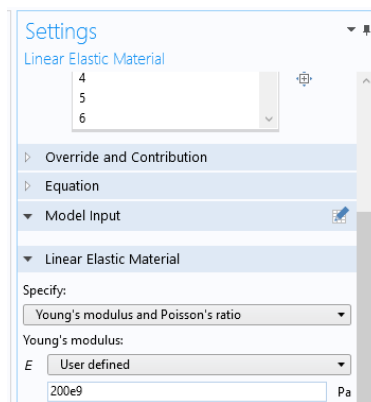 Settings
Linear Elastic Material
4
5
6
Override and Contribution
Equation
Model Input
Linear Elastic Material
Specify:
Young's modulus and Poisson's ratio
Young's modulus:
E User defined
200e9 Pa